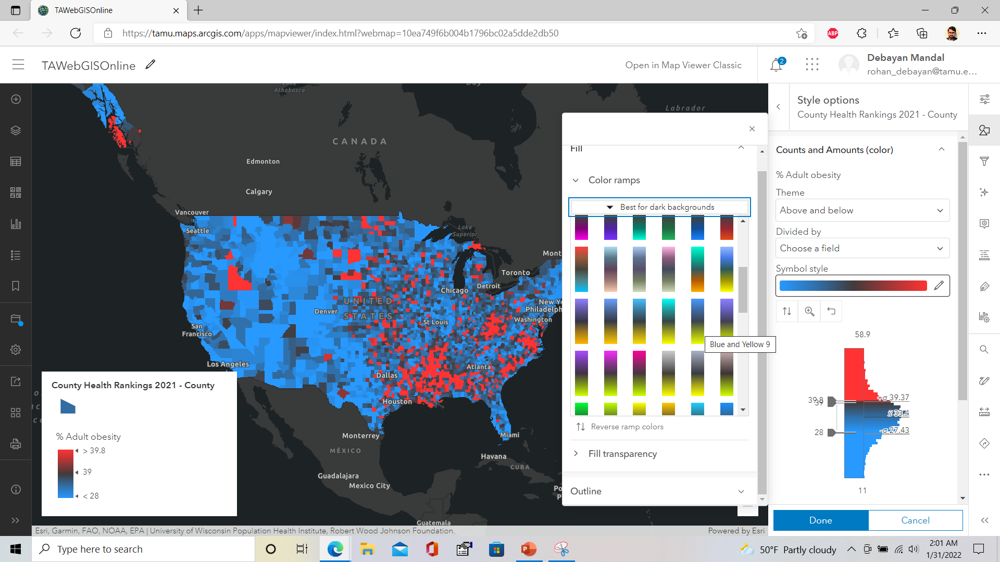 TAWebGISOnline
https://tamu.maps.arcgis.com/apps/mapviewer/index.html?webmap=10ea749f6b004b1796bc02a5dde2db50
ABP
TAWebGISOnline
Open in Map Viewer Classic
2
Debayan Mandal
rohan_debayan@tamu.e...
Lake
Athabasca
Labrador
CANADA
Edmonton
Calgary
Vancouver
Seattle
Lake
Superior
Mont
Toronto
Detroit
Chicago
New Y
Philadelph
Washington
UNITED
STATES
Denver
St Louis
San
Francisco
Los Angeles
Atlanta
Dallas
Houston
Miami
Monterrey
MÉXICO
Havana
CUBA
Guadalajara
Mexico City
Po
P
Guatemala
County Health Rankings 2021 - County
% Adult obesity
> 39.8
39
< 28
Fill
Color ramps
Best for dark backgrounds
Blue and Yellow 9
Reverse ramp colors
Fill transparency
Outline
Style options
County Health Rankings 2021 - County
Counts and Amounts (color)
% Adult obesity
Theme
Above and below
Divided by
Choose a field
Symbol style
58.9
39.8
39
+σ 39.37
x̄ 33.4
28
-σ 27.43
11
Done
Cancel
Esri, Garmin, FAO, NOAA, EPA | University of Wisconsin Population Health Institute, Robert Wood Johnson Foundation.
Powered by Esri
Type here to search
50°F Partly cloudy
2:01 AM
1/31/2022